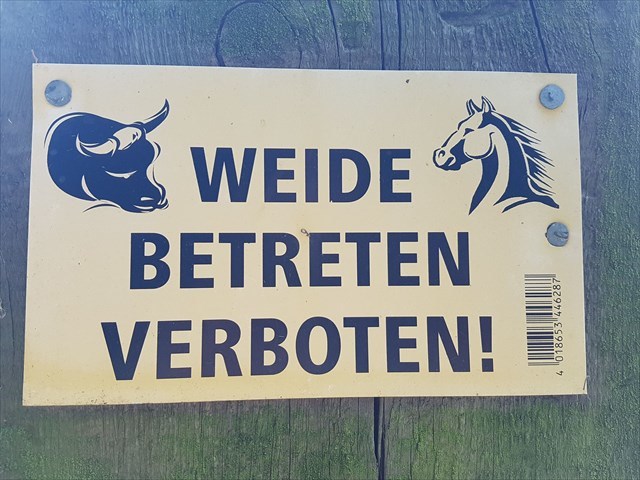 WEIDE
BETRETEN
VERBOTEN!
4 018653 446287